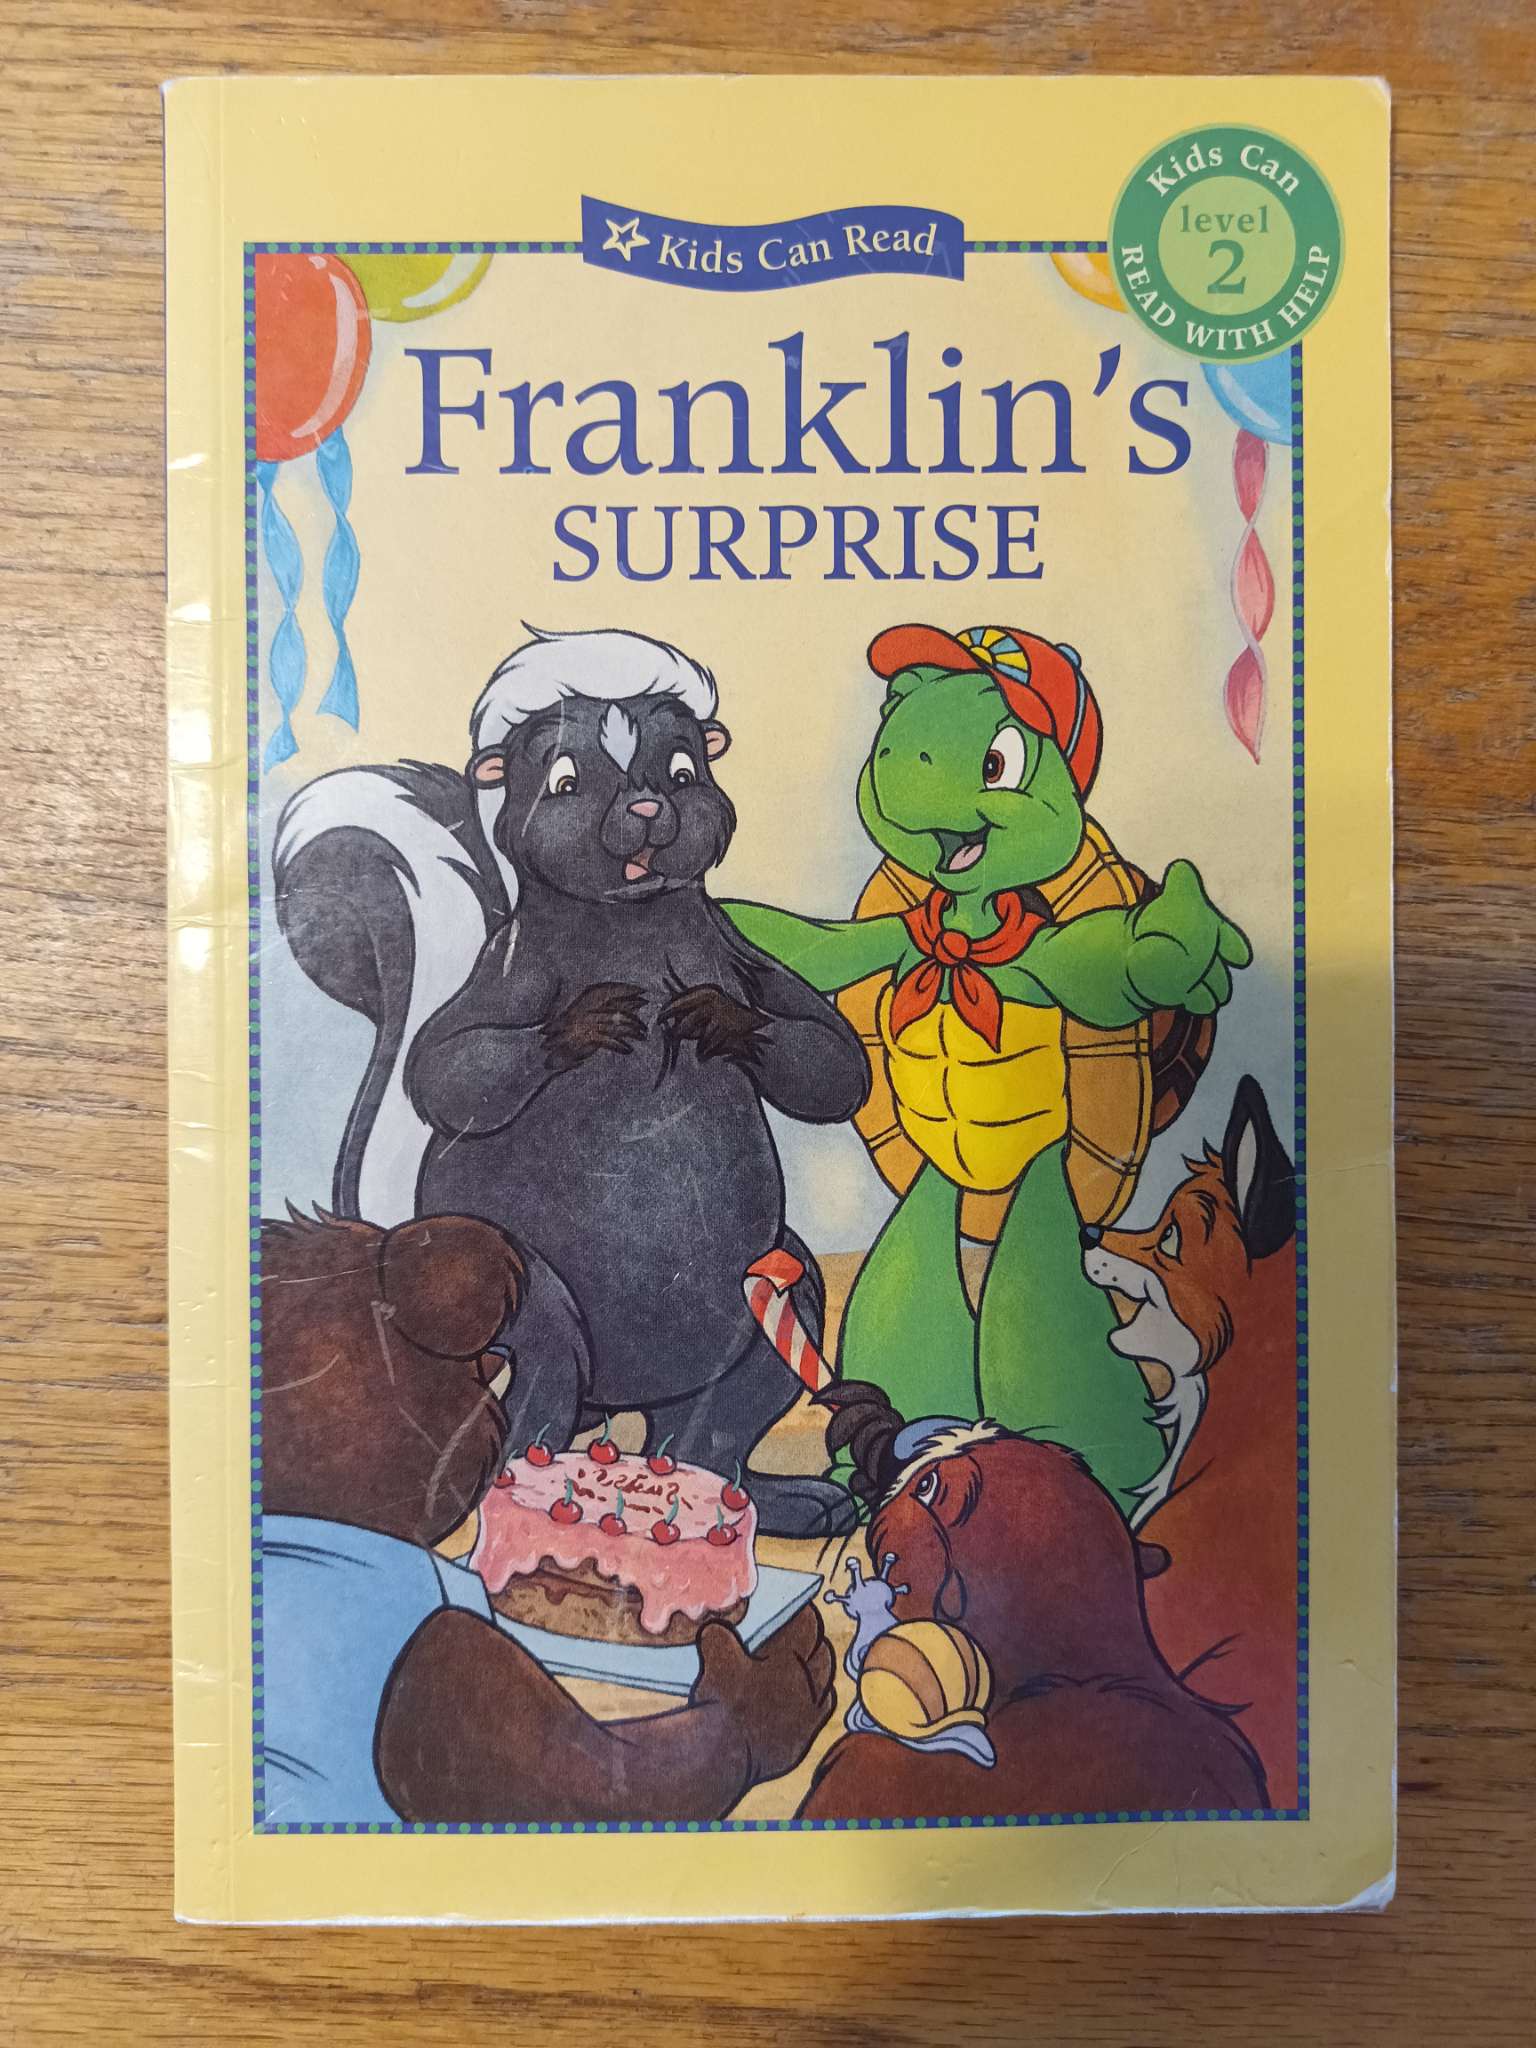 Kids Can Read
Kids Can
level
2
READ WITH HELP
Franklin's
SURPRISE